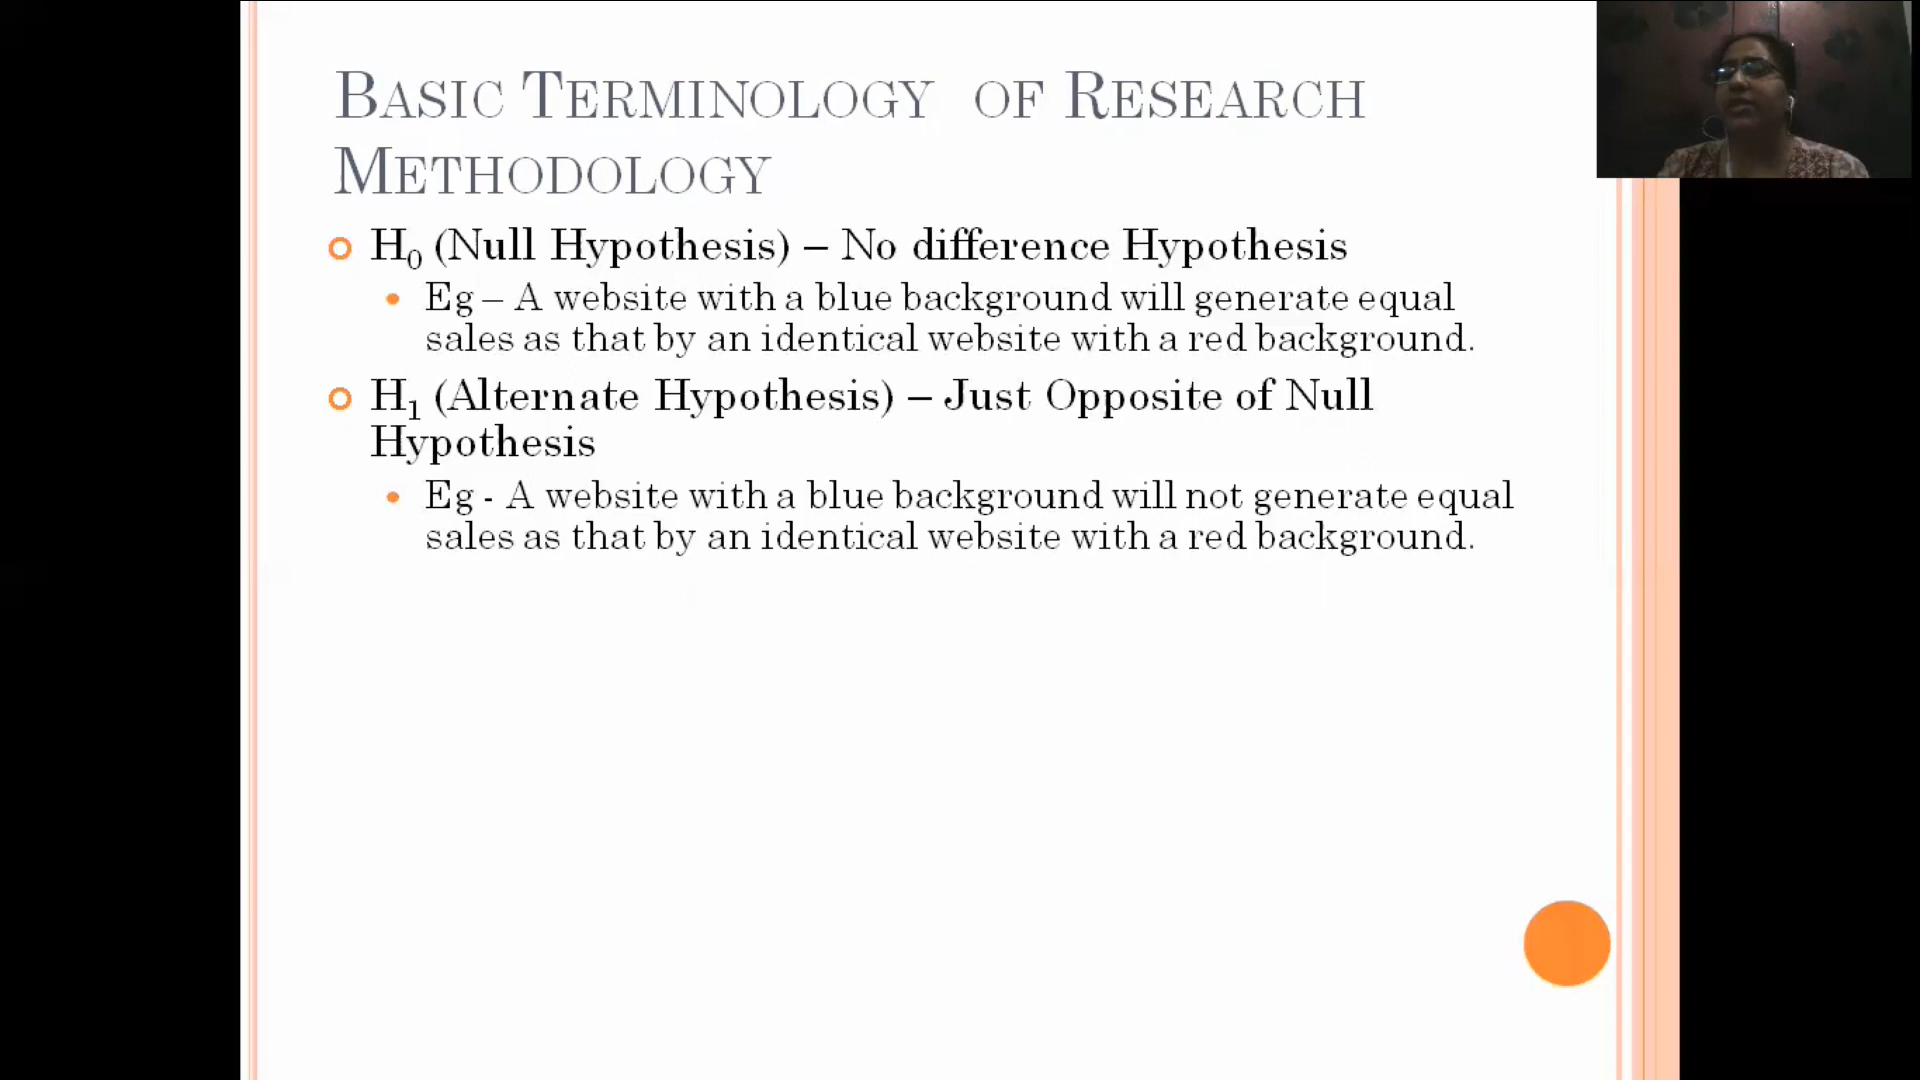 BASIC TERMINOLOGY OF RESEARCH
METHODOLOGY
H0 (Null Hypothesis) – No difference Hypothesis
Eg – A website with a blue background will generate equal
sales as that by an identical website with a red background.
H1 (Alternate Hypothesis) – Just Opposite of Null
Hypothesis
Eg - A website with a blue background will not generate equal
sales as that by an identical website with a red background.